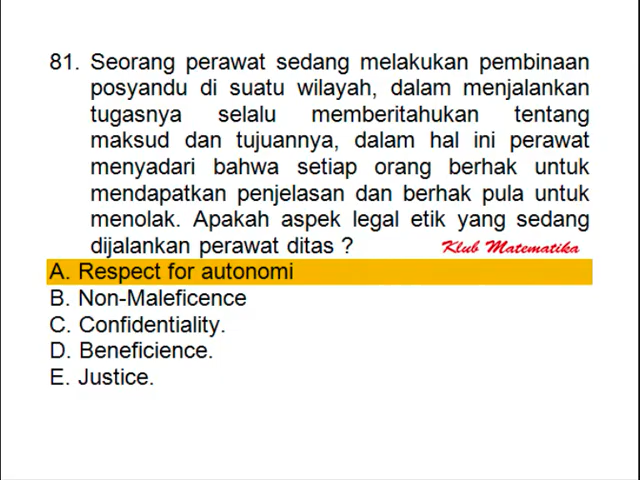 81. Seorang perawat sedang melakukan pembinaan
posyandu di suatu wilayah, dalam menjalankan
tugasnya selalu memberitahukan tentang
maksud dan tujuannya, dalam hal ini perawat
menyadari bahwa setiap orang berhak untuk
mendapatkan penjelasan dan berhak pula untuk
menolak. Apakah aspek legal etik yang sedang
dijalankan perawat ditas ? Klub Matematika
A. Respect for autonomi
B. Non-Maleficence
C. Confidentiality.
D. Beneficience.
E. Justice.